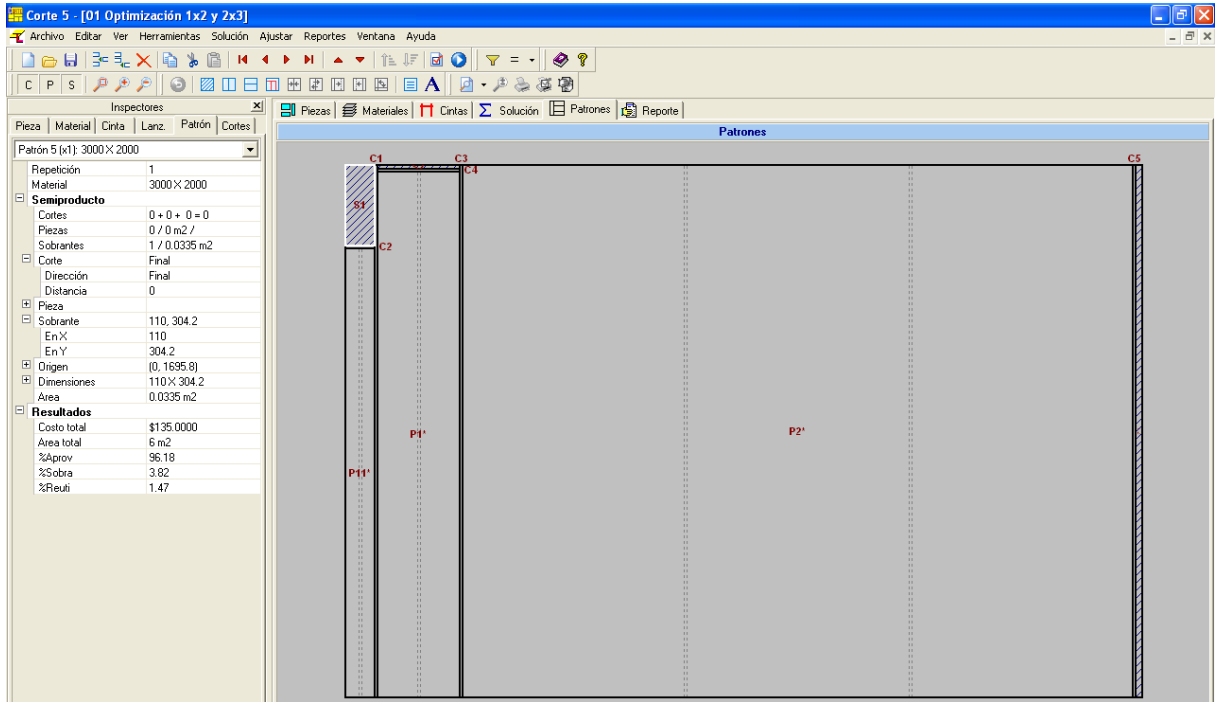 Corte 5 - [01 Optimización 1x2 y 2x3]
Archivo Editar Ver Herramientas Solución Ajustar Reportes Ventana Ayuda
C P S A
Inspectores
Pieza Material Cinta Lanz. Patrón Cortes
Patrón 5 (x1): 3000 X 2000
Repetición 1
Material 3000 X 2000
Semiproducto
Cortes 0 + 0 + 0 = 0
Piezas 0 / 0 m2 /
Sobrantes 1 / 0.0335 m2
Corte Final
Dirección Final
Distancia 0
Pieza
Sobrante 110, 304.2
En X 110
En Y 304.2
Origen (0, 1695.8)
Dimensiones 110 X 304.2
Area 0.0335 m2
Resultados
Costo total $135.0000
Area total 6 m2
%Aprov 96.18
%Sobra 3.82
%Reuti 1.47
Piezas Materiales Cintas Solución Patrones Reporte
Patrones
C1 C3 C5
C4
S1
C2
P1' P2'
P11'